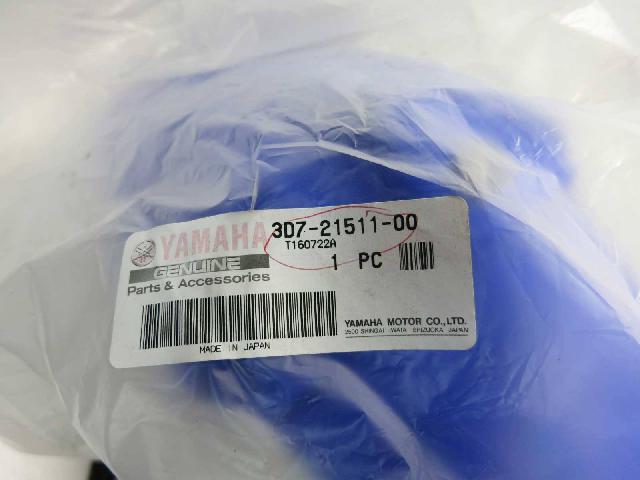 YAMAHA
GENUINE
Parts & Accessories
3D7-21511-00
T160722A
1 PC
MADE IN JAPAN
YAMAHA MOTOR CO.,LTD.
2500 SHINGAI IWATA SHIZUOKA JAPAN